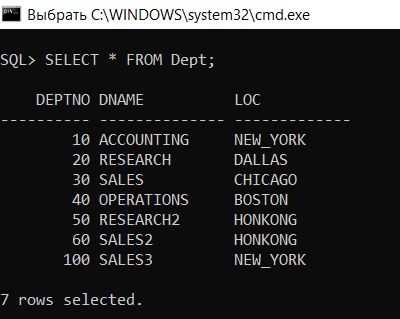 Выбрать C:\WINDOWS\system32\cmd.exe
SQL> SELECT * FROM Dept;
DEPTNO DNAME LOC
---------- -------------- -------------
10 ACCOUNTING NEW_YORK
20 RESEARCH DALLAS
30 SALES CHICAGO
40 OPERATIONS BOSTON
50 RESEARCH2 HONKONG
60 SALES2 HONKONG
100 SALES3 NEW_YORK
7 rows selected.